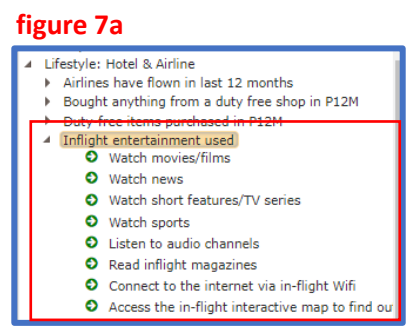 figure 7a
Lifestyle: Hotel & Airline
Airlines have flown in last 12 months
Bought anything from a duty free shop in P12M
Duty free items purchased in P12M
Inflight entertainment used
Watch movies/films
Watch news
Watch short features/TV series
Watch sports
Listen to audio channels
Read inflight magazines
Connect to the internet via in-flight Wifi
Access the in-flight interactive map to find ou